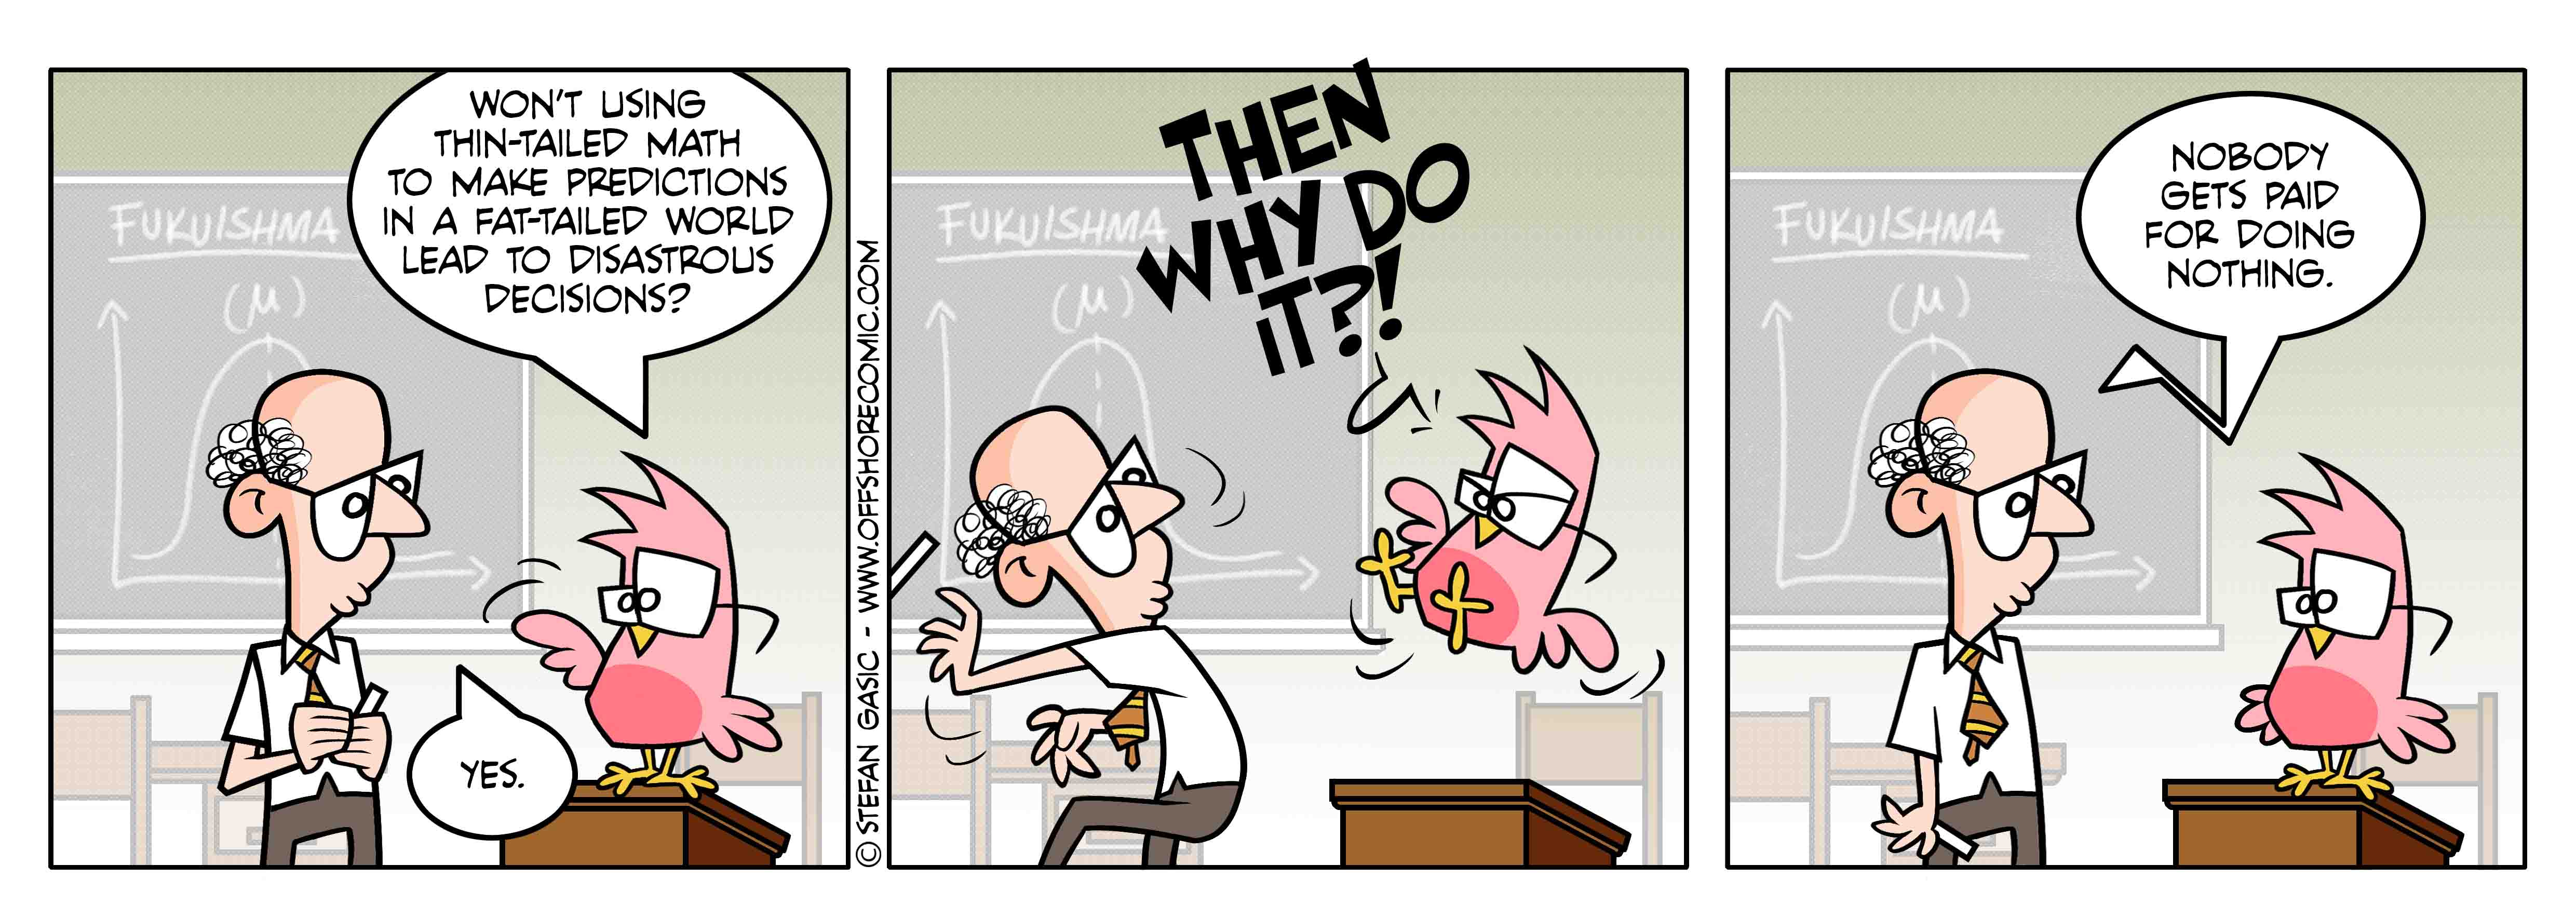 WON'T USING
THIN-TAILED MATH
TO MAKE PREDICTIONS
IN A FAT-TAILED WORLD
LEAD TO DISASTROUS
DECISIONS?
FUKUISHMA
(μ)
YES.
© STEFAN GASIC - WWW.OFFSHORECOMIC.COM
THEN
WHY DO
IT?!
FUKUISHMA
(μ)
NOBODY
GETS PAID
FOR DOING
NOTHING.
FUKUISHMA
(μ)